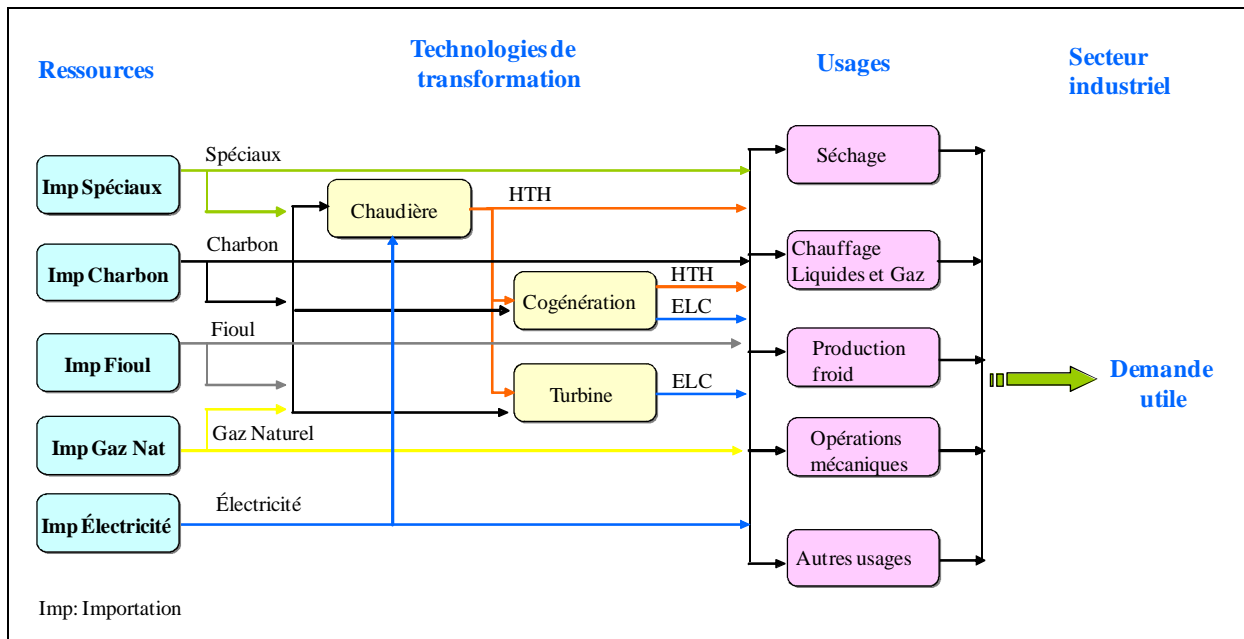 Ressources
Technologies de
transformation
Usages
Secteur
industriel
Imp Spéciaux
Spéciaux
Chaudière
HTH
Séchage
Imp Charbon
Charbon
Cogénération
HTH
ELC
Chauffage
Liquides et Gaz
Imp Fioul
Fioul
Turbine
ELC
Production
froid
Demande
utile
Imp Gaz Nat
Gaz Naturel
Opérations
mécaniques
Imp Électricité
Électricité
Autres usages
Imp: Importation